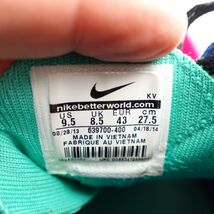 KV
nikebetterworld.com
US UK EUR cm
9.5 8.5 43 27.5
08/28/13 639700-400 04/18/14
MADE IN VIETNAM
FABRIQUE AU VIETNAM